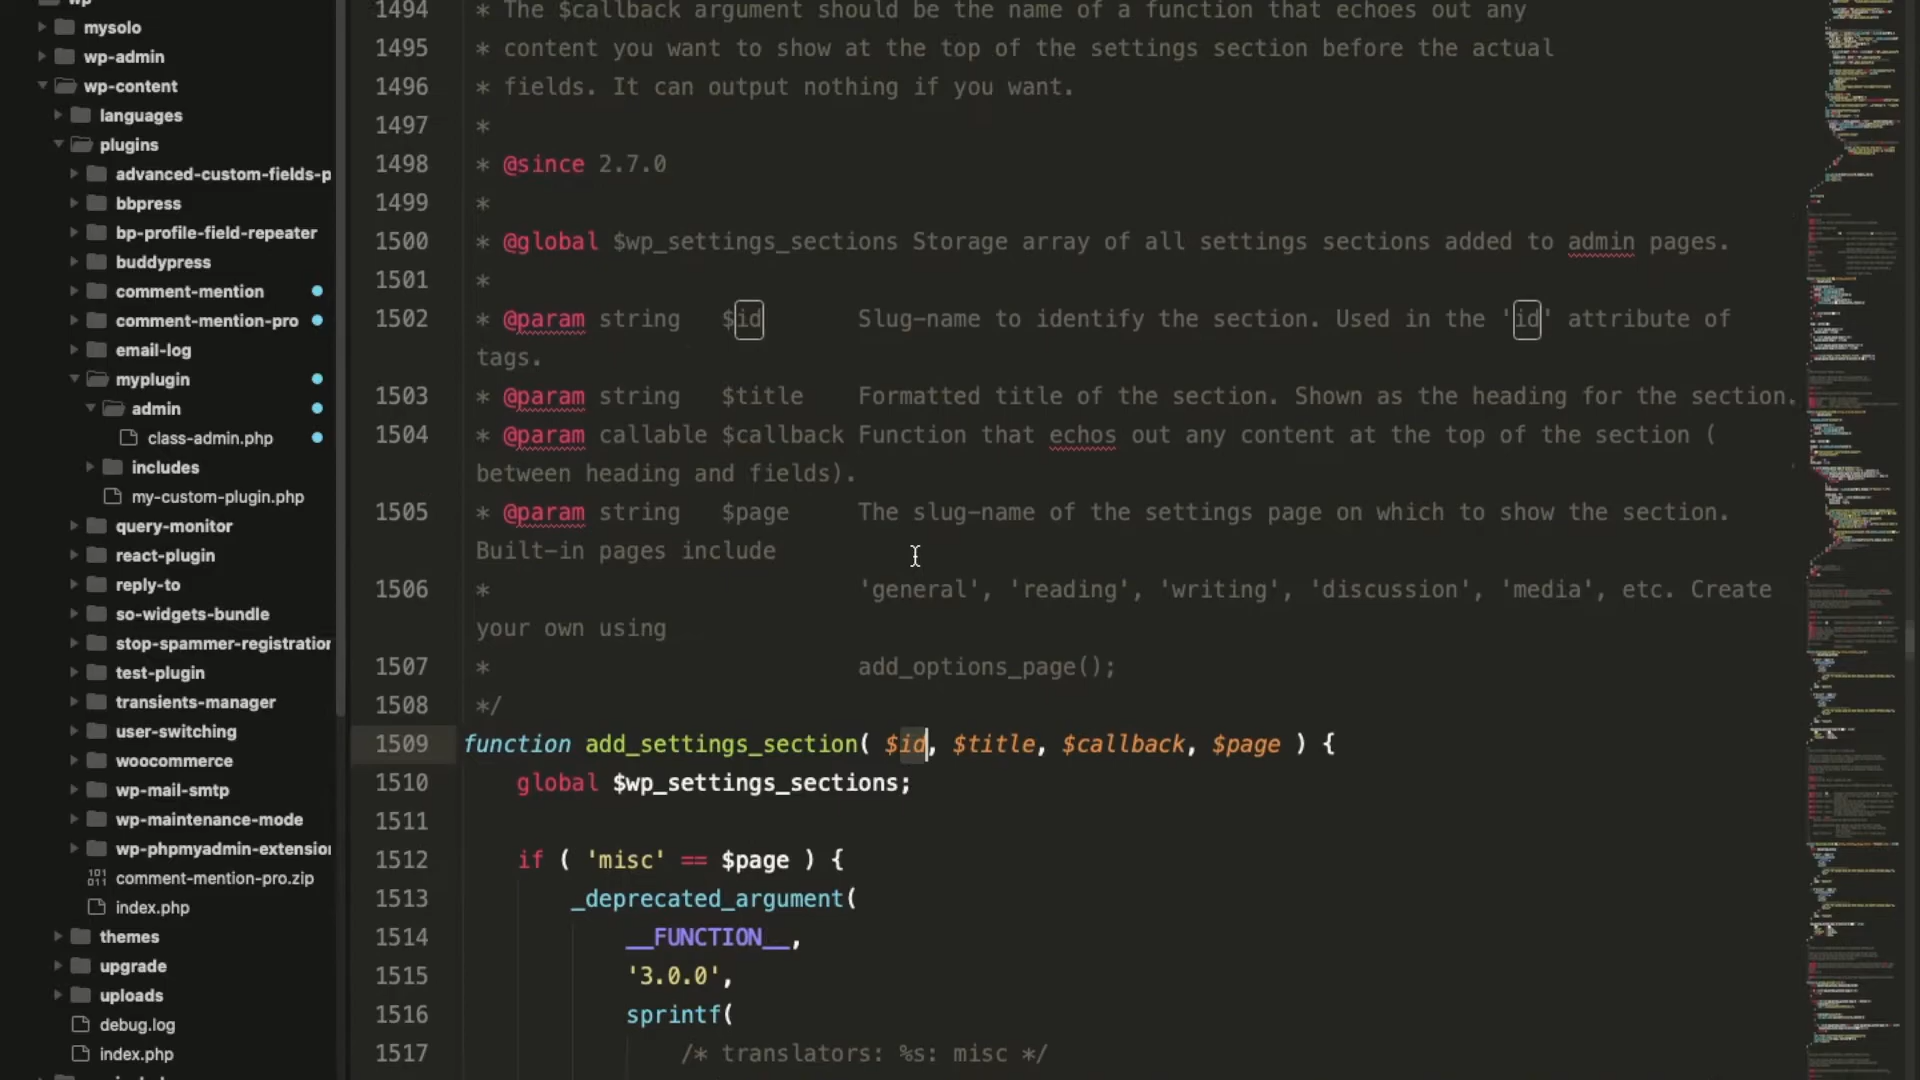 wp
mysolo
wp-admin
wp-content
languages
plugins
advanced-custom-fields-p
bbpress
bp-profile-field-repeater
buddypress
comment-mention
comment-mention-pro
email-log
myplugin
admin
class-admin.php
includes
my-custom-plugin.php
query-monitor
react-plugin
reply-to
so-widgets-bundle
stop-spammer-registration
test-plugin
transients-manager
user-switching
woocommerce
wp-mail-smtp
wp-maintenance-mode
wp-phpmyadmin-extension
comment-mention-pro.zip
index.php
themes
upgrade
uploads
debug.log
index.php
1494 * The $callback argument should be the name of a function that echoes out any
1495 * content you want to show at the top of the settings section before the actual
1496 * fields. It can output nothing if you want.
1497 *
1498 * @since 2.7.0
1499 *
1500 * @global $wp_settings_sections Storage array of all settings sections added to admin pages.
1501 *
1502 * @param string $id Slug-name to identify the section. Used in the 'id' attribute of
tags.
1503 * @param string $title Formatted title of the section. Shown as the heading for the section.
1504 * @param callable $callback Function that echos out any content at the top of the section (
between heading and fields).
1505 * @param string $page The slug-name of the settings page on which to show the section.
Built-in pages include
1506 * 'general', 'reading', 'writing', 'discussion', 'media', etc. Create
your own using
1507 * add_options_page();
1508 */
1509 function add_settings_section( $id, $title, $callback, $page ) {
1510 global $wp_settings_sections;
1511
1512 if ( 'misc' == $page ) {
1513 _deprecated_argument(
1514 __FUNCTION__,
1515 '3.0.0',
1516 sprintf(
1517 /* translators: %s: misc */